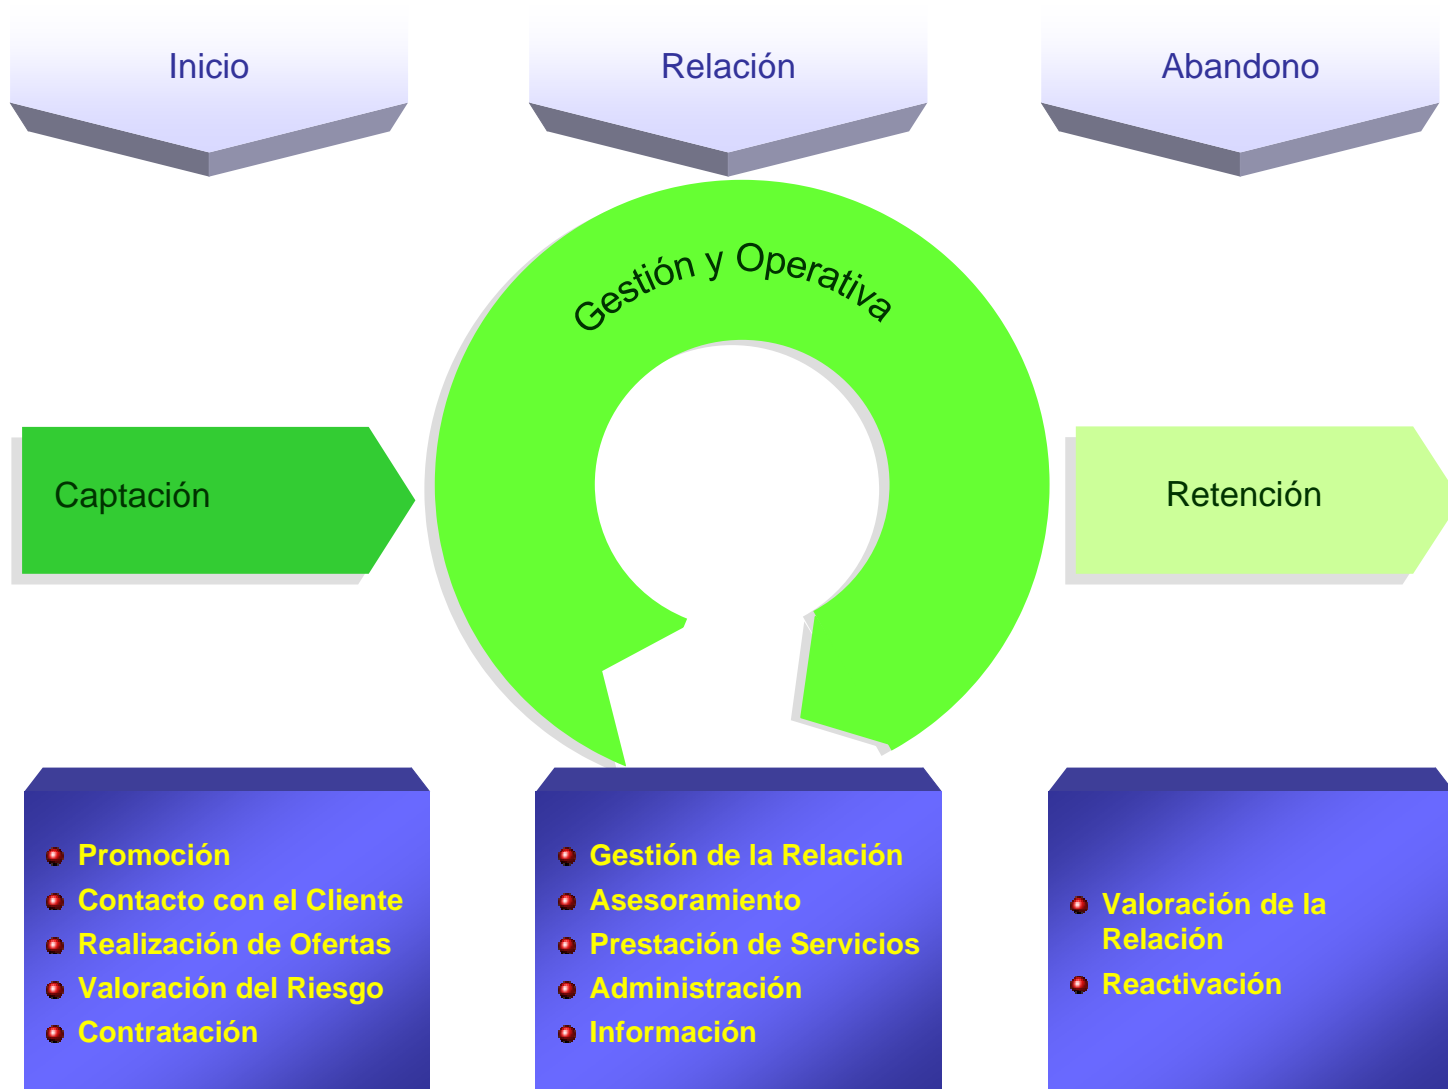 Inicio
Relación
Abandono
Gestión y Operativa
Captación
Retención
Promoción
Contacto con el Cliente
Realización de Ofertas
Valoración del Riesgo
Contratación
Gestión de la Relación
Asesoramiento
Prestación de Servicios
Administración
Información
Valoración de la
Relación
Reactivación